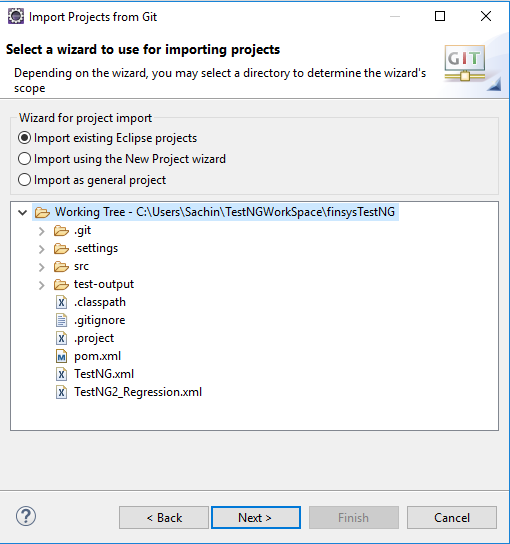 Import Projects from Git
Select a wizard to use for importing projects
Depending on the wizard, you may select a directory to determine the wizard's
scope
GIT
Wizard for project import
Import existing Eclipse projects
Import using the New Project wizard
Import as general project
Working Tree - C:\Users\Sachin\TestNGWorkSpace\finsysTestNG
.git
.settings
src
test-output
.classpath
.gitignore
.project
pom.xml
TestNG.xml
TestNG2_Regression.xml
< Back
Next >
Finish
Cancel